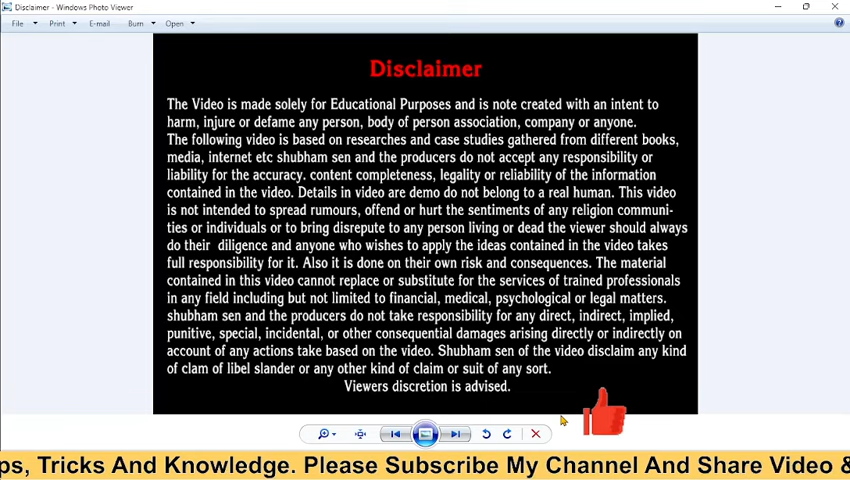 Disclaimer - Windows Photo Viewer
File Print E-mail Burn Open
Disclaimer
The Video is made solely for Educational Purposes and is note created with an intent to
harm, injure or defame any person, body of person association, company or anyone.
The following video is based on researches and case studies gathered from different books,
media, internet etc shubham sen and the producers do not accept any responsibility or
liability for the accuracy. content completeness, legality or reliability of the information
contained in the video. Details in video are demo do not belong to a real human. This video
is not intended to spread rumours, offend or hurt the sentiments of any religion communi-
ties or individuals or to bring disrepute to any person living or dead the viewer should always
do their diligence and anyone who wishes to apply the ideas contained in the video takes
full responsibility for it. Also it is done on their own risk and consequences. The material
contained in this video cannot replace or substitute for the services of trained professionals
in any field including but not limited to financial, medical, psychological or legal matters.
shubham sen and the producers do not take responsibility for any direct, indirect, implied,
punitive, special, incidental, or other consequential damages arising directly or indirectly on
account of any actions take based on the video. Shubham sen of the video disclaim any kind
of clam of libel slander or any other kind of claim or suit of any sort.
Viewers discretion is advised.
ps, Tricks And Knowledge. Please Subscribe My Channel And Share Video &